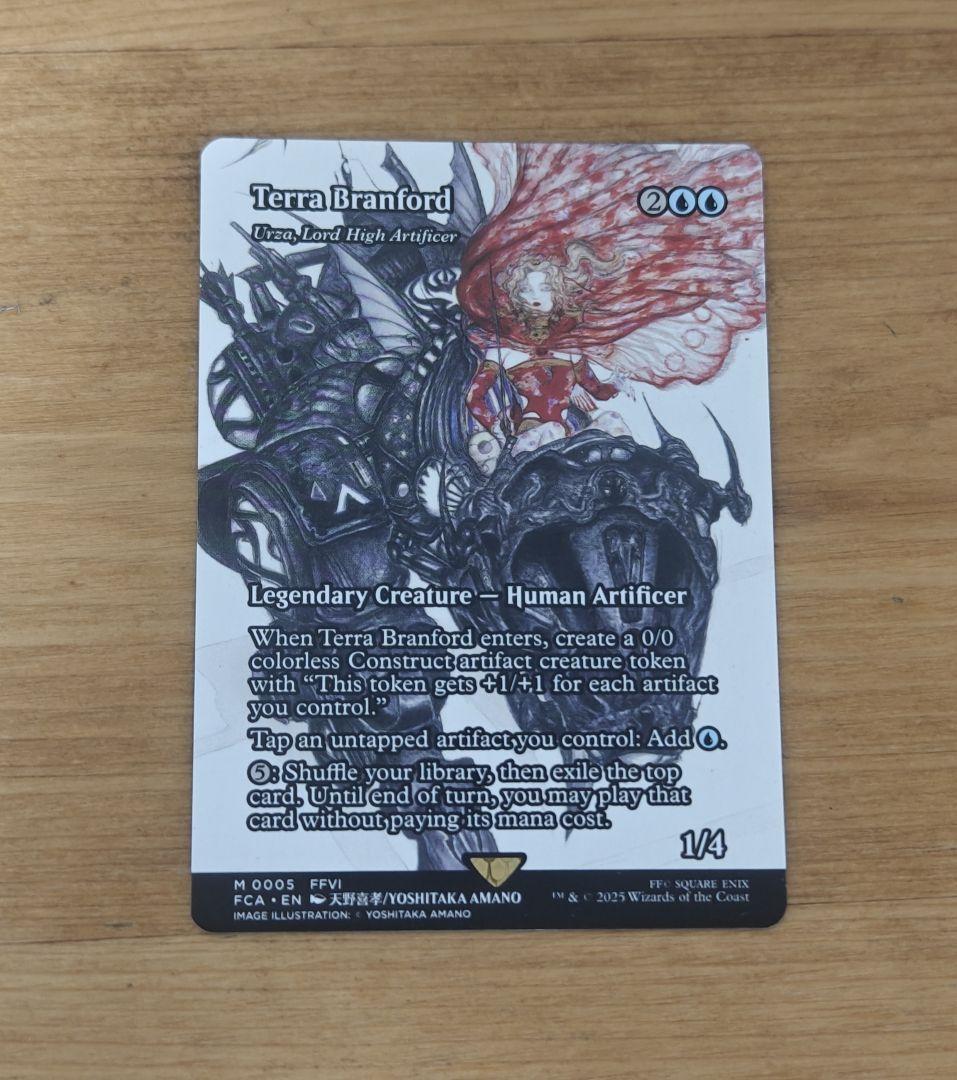 Terra Branford 2
Urza, Lord High Artificer
Legendary Creature — Human Artificer
When Terra Branford enters, create a 0/0
colorless Construct artifact creature token
with “This token gets +1/+1 for each artifact
you control.”
Tap an untapped artifact you control: Add .
5: Shuffle your library, then exile the top
card. Until end of turn, you may play that
card without paying its mana cost.
1/4
M 0005 FFVI
FCA • EN 天野喜孝/YOSHITAKA AMANO
IMAGE ILLUSTRATION: © YOSHITAKA AMANO
FF© SQUARE ENIX
™ & © 2025 Wizards of the Coast